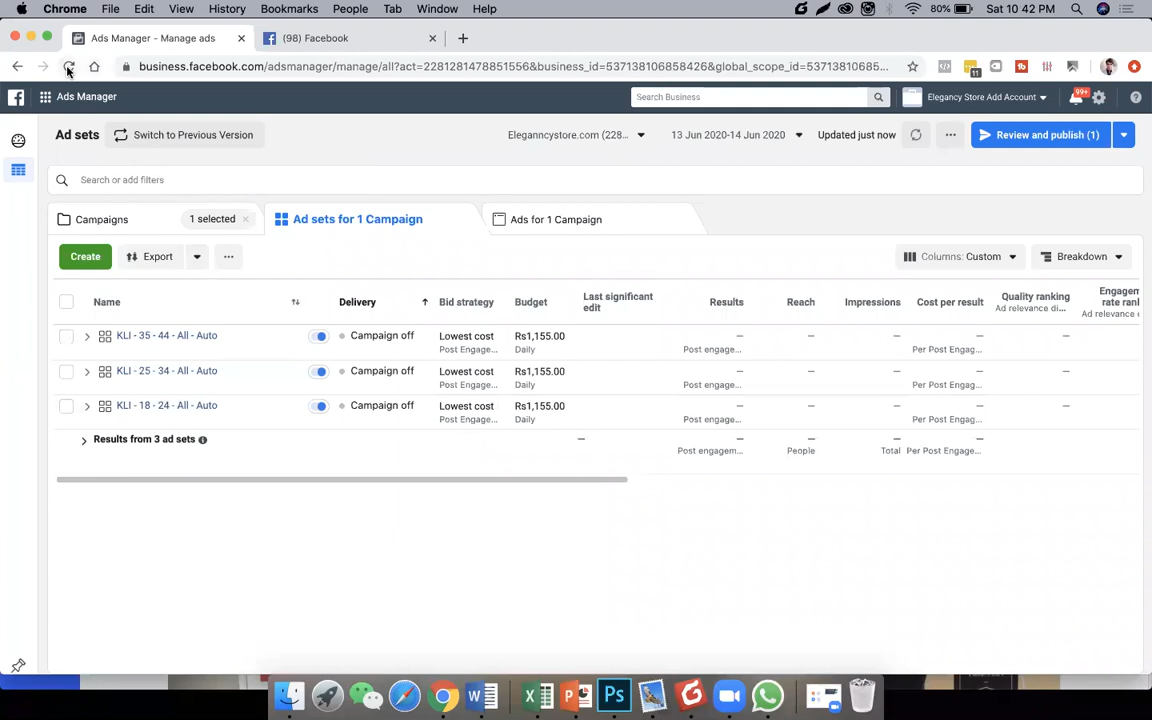 Chrome File Edit View History Bookmarks People Tab Window Help 80% Sat 10:42 PM
Ads Manager - Manage ads (98) Facebook
business.facebook.com/adsmanager/manage/all?act=2281281478851556&business_id=537138106858426&global_scope_id=53713810685... 11
Ads Manager Search Business Elegancy Store Add Account 99+
Ad sets Switch to Previous Version Eleganncystore.com (228... 13 Jun 2020-14 Jun 2020 Updated just now Review and publish (1)
Search or add filters
Campaigns 1 selected Ad sets for 1 Campaign Ads for 1 Campaign
Create Export Columns: Custom Breakdown
Name Delivery Bid strategy Budget Last significant edit Results Reach Impressions Cost per result Quality ranking Engagem
Ad relevance di... rate rank
Ad relevance d
KLI - 35 - 44 - All - Auto Campaign off Lowest cost Rs1,155.00 — — — — —
Post Engage... Daily Post engage... Per Post Engag...
KLI - 25 - 34 - All - Auto Campaign off Lowest cost Rs1,155.00 — — — — —
Post Engage... Daily Post engage... Per Post Engag...
KLI - 18 - 24 - All - Auto Campaign off Lowest cost Rs1,155.00 — — — — —
Post Engage... Daily Post engage... Per Post Engag...
Results from 3 ad sets — — — — —
Post engagem... People Total Per Post Engage...
W X P Ps